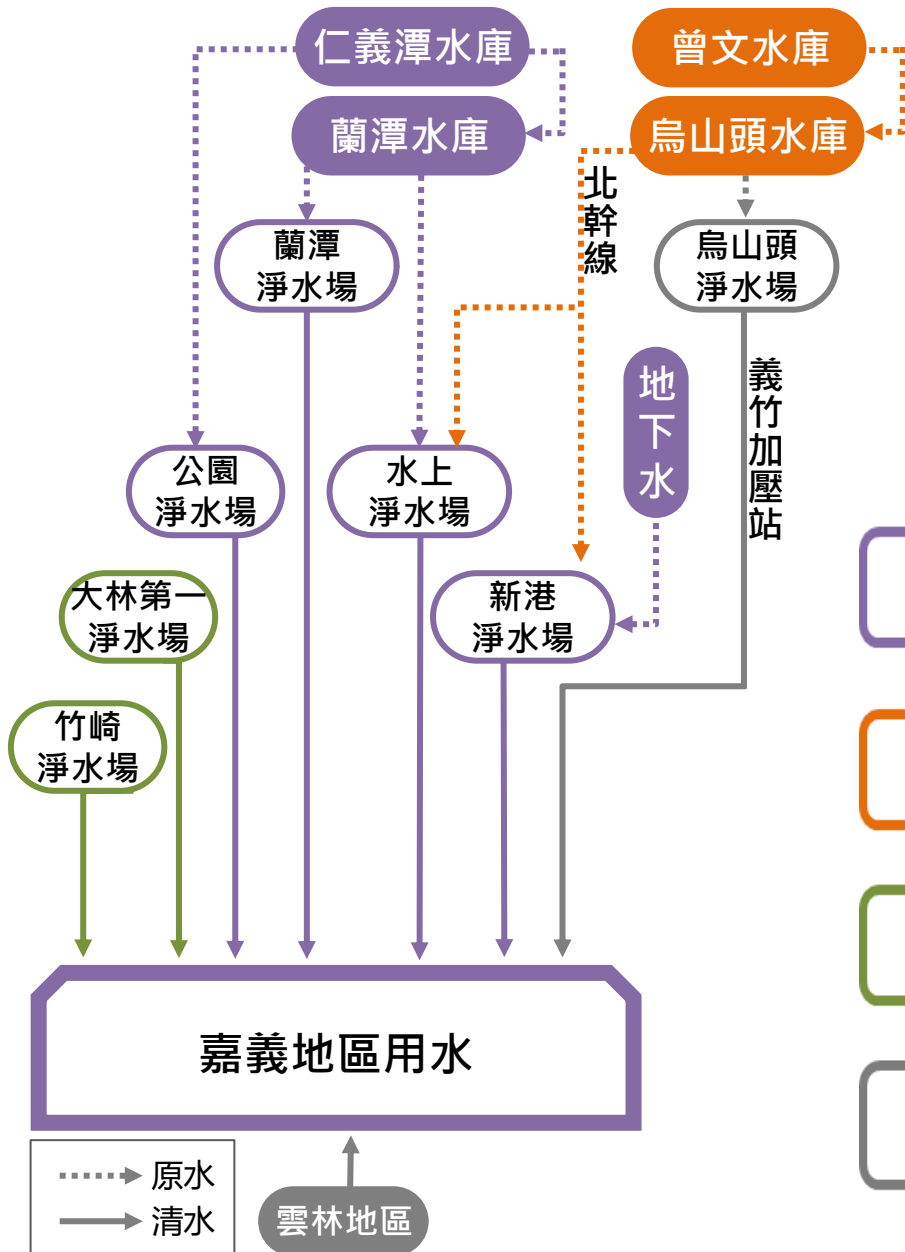 仁義潭水庫
曾文水庫
蘭潭水庫
烏山頭水庫
北幹線
蘭潭
淨水場
烏山頭
淨水場
地下水
義竹加壓站
公園
淨水場
水上
淨水場
大林第一
淨水場
新港
淨水場
竹崎
淨水場
嘉義地區用水
原水
清水
雲林地區